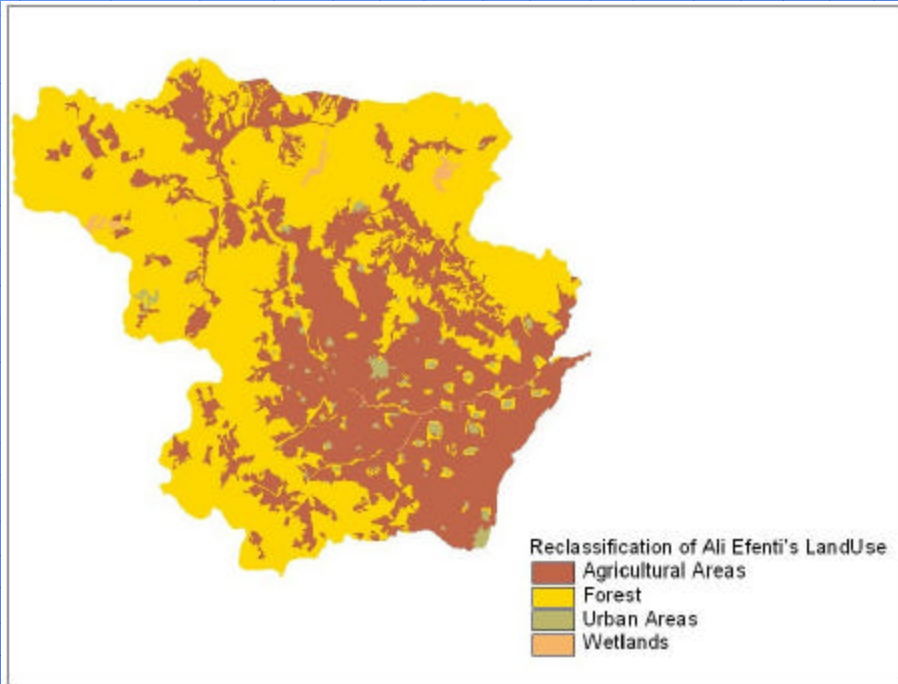 Reclassification of Ali Efenti's LandUse
Agricultural Areas
Forest
Urban Areas
Wetlands